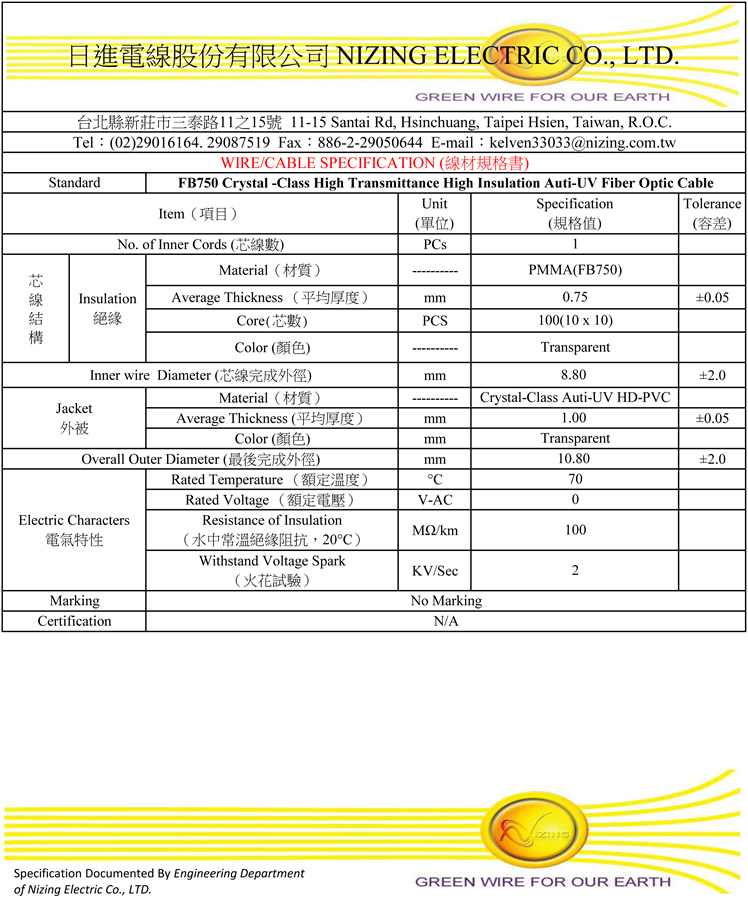 日進電線股份有限公司 NIZING ELECTRIC CO., LTD.
GREEN WIRE FOR OUR EARTH
台北縣新莊市三泰路11之15號 11-15 Santai Rd, Hsinchuang, Taipei Hsien, Taiwan, R.O.C.
Tel：(02)29016164. 29087519 Fax：886-2-29050644 E-mail：kelven33033@nizing.com.tw
WIRE/CABLE SPECIFICATION (線材規格書)
Standard FB750 Crystal -Class High Transmittance High Insulation Auti-UV Fiber Optic Cable
Item（項目） Unit (單位) Specification (規格值) Tolerance (容差)
No. of Inner Cords (芯線數) PCs 1
芯線結構 Insulation 絕緣 Material（材質） ---------- PMMA(FB750)
Average Thickness （平均厚度） mm 0.75 ±0.05
Core(芯數) PCS 100(10 x 10)
Color (顏色) ---------- Transparent
Inner wire Diameter (芯線完成外徑) mm 8.80 ±2.0
Jacket 外被 Material（材質） ---------- Crystal-Class Auti-UV HD-PVC
Average Thickness (平均厚度） mm 1.00 ±0.05
Color (顏色) mm Transparent
Overall Outer Diameter (最後完成外徑) mm 10.80 ±2.0
Electric Characters 電氣特性 Rated Temperature （額定溫度） °C 70
Rated Voltage （額定電壓） V-AC 0
Resistance of Insulation （水中常溫絕緣阻抗，20°C） MΩ/km 100
Withstand Voltage Spark （火花試驗） KV/Sec 2
Marking No Marking
Certification N/A
NIZING
Specification Documented By Engineering Department
of Nizing Electric Co., LTD.
GREEN WIRE FOR OUR EARTH